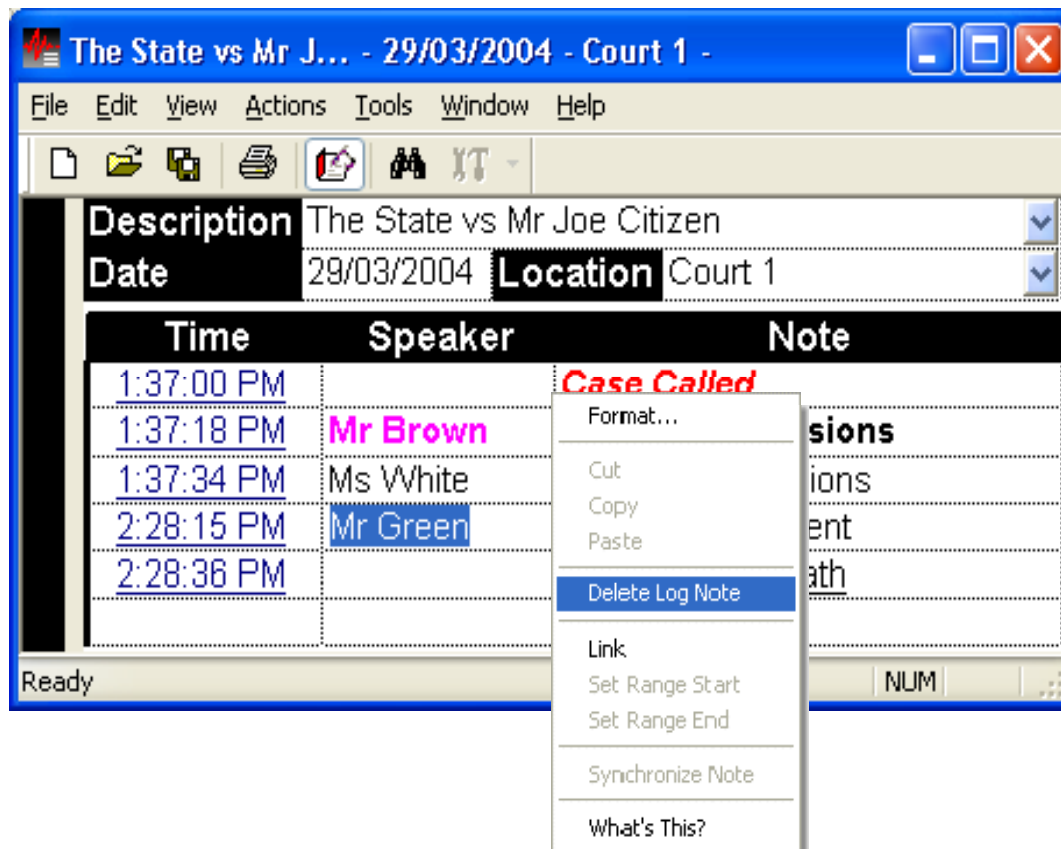 The State vs Mr J... - 29/03/2004 - Court 1 -
File Edit View Actions Tools Window Help
Description The State vs Mr Joe Citizen
Date 29/03/2004 Location Court 1
Time Speaker Note
1:37:00 PM Case Called
1:37:18 PM Mr Brown sions
1:37:34 PM Ms White ions
2:28:15 PM Mr Green ent
2:28:36 PM ath
Format...
Cut
Copy
Paste
Delete Log Note
Link
Set Range Start
Set Range End
Synchronize Note
What's This?
Ready NUM